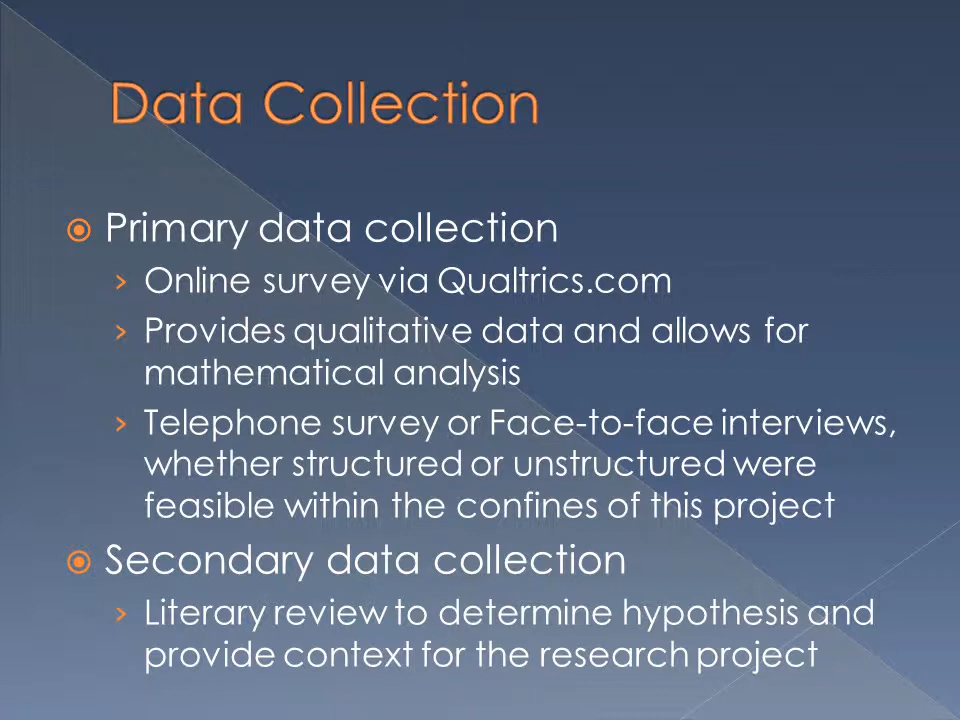 Data Collection
Primary data collection
Online survey via Qualtrics.com
Provides qualitative data and allows for
mathematical analysis
Telephone survey or Face-to-face interviews,
whether structured or unstructured were
feasible within the confines of this project
Secondary data collection
Literary review to determine hypothesis and
provide context for the research project